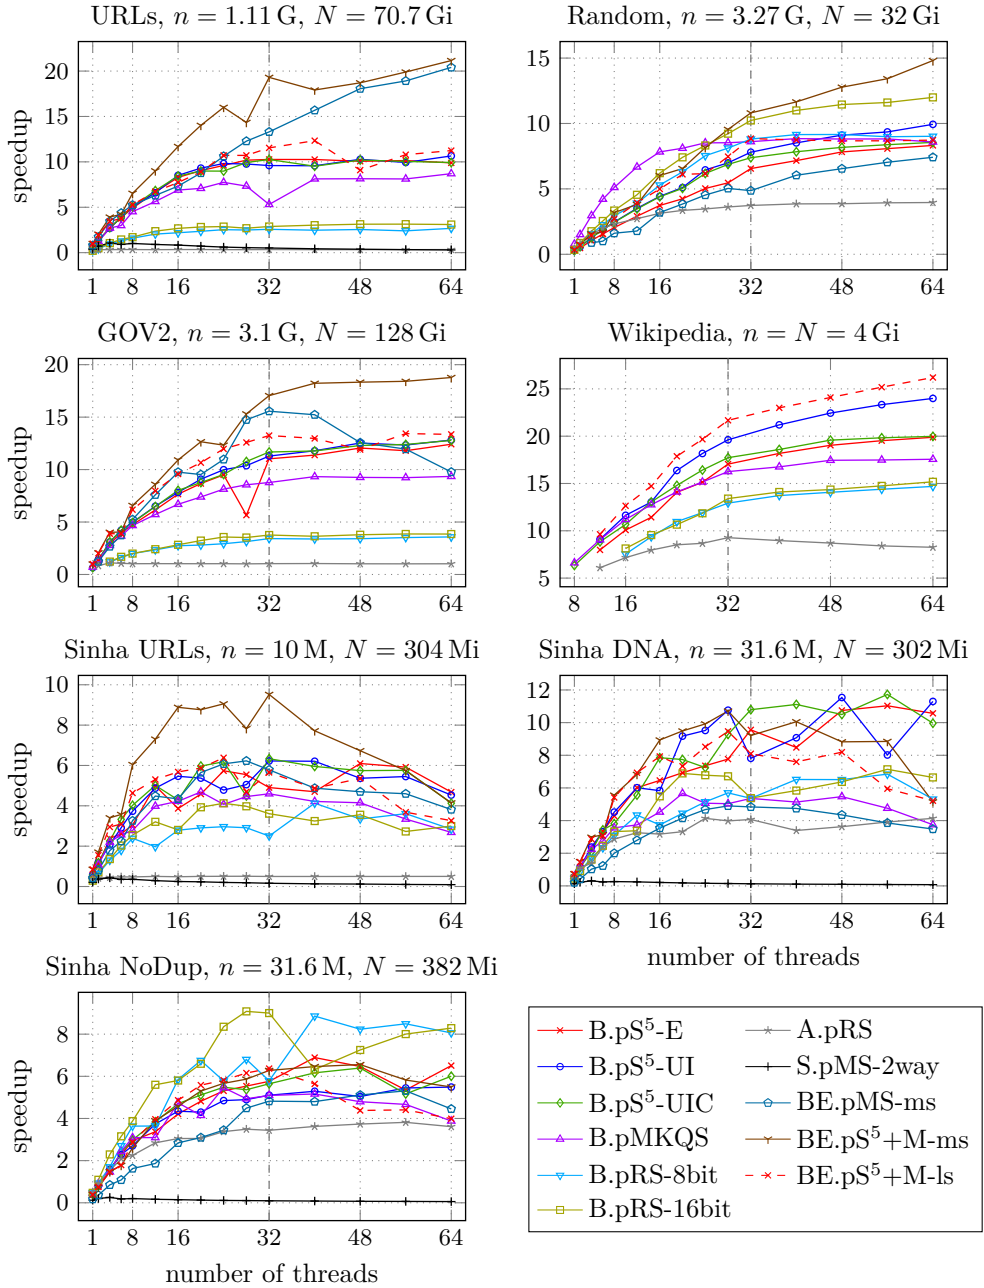 URLs, n = 1.11 G, N = 70.7 Gi
Random, n = 3.27 G, N = 32 Gi
speedup
0
5
10
15
20
1 8 16 32 48 64
0
5
10
15
1 8 16 32 48 64
GOV2, n = 3.1 G, N = 128 Gi
Wikipedia, n = N = 4 Gi
speedup
0
5
10
15
20
1 8 16 32 48 64
5
10
15
20
25
8 16 32 48 64
Sinha URLs, n = 10 M, N = 304 Mi
Sinha DNA, n = 31.6 M, N = 302 Mi
speedup
0
2
4
6
8
10
1 8 16 32 48 64
0
2
4
6
8
10
12
1 8 16 32 48 64
number of threads
Sinha NoDup, n = 31.6 M, N = 382 Mi
speedup
0
2
4
6
8
1 8 16 32 48 64
number of threads
B.pS⁵-E
B.pS⁵-UI
B.pS⁵-UIC
B.pMKQS
B.pRS-8bit
B.pRS-16bit
A.pRS
S.pMS-2way
BE.pMS-ms
BE.pS⁵+M-ms
BE.pS⁵+M-ls